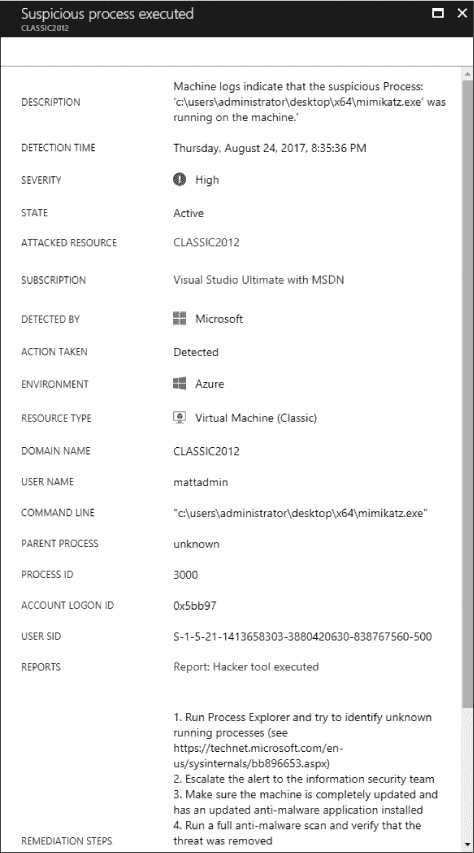 Suspicious process executed
CLASSIC2012
DESCRIPTION
Machine logs indicate that the suspicious Process:
'c:\users\administrator\desktop\x64\mimikatz.exe' was
running on the machine.'
DETECTION TIME
Thursday, August 24, 2017, 8:35:36 PM
SEVERITY
High
STATE
Active
ATTACKED RESOURCE
CLASSIC2012
SUBSCRIPTION
Visual Studio Ultimate with MSDN
DETECTED BY
Microsoft
ACTION TAKEN
Detected
ENVIRONMENT
Azure
RESOURCE TYPE
Virtual Machine (Classic)
DOMAIN NAME
CLASSIC2012
USER NAME
mattadmin
COMMAND LINE
"c:\users\administrator\desktop\x64\mimikatz.exe"
PARENT PROCESS
unknown
PROCESS ID
3000
ACCOUNT LOGON ID
0x5bb97
USER SID
S-1-5-21-1413658303-3880420630-838767560-500
REPORTS
Report: Hacker tool executed
REMEDIATION STEPS
1. Run Process Explorer and try to identify unknown
running processes (see
https://technet.microsoft.com/en-
us/sysinternals/bb896653.aspx)
2. Escalate the alert to the information security team
3. Make sure the machine is completely updated and
has an updated anti-malware application installed
4. Run a full anti-malware scan and verify that the
threat was removed